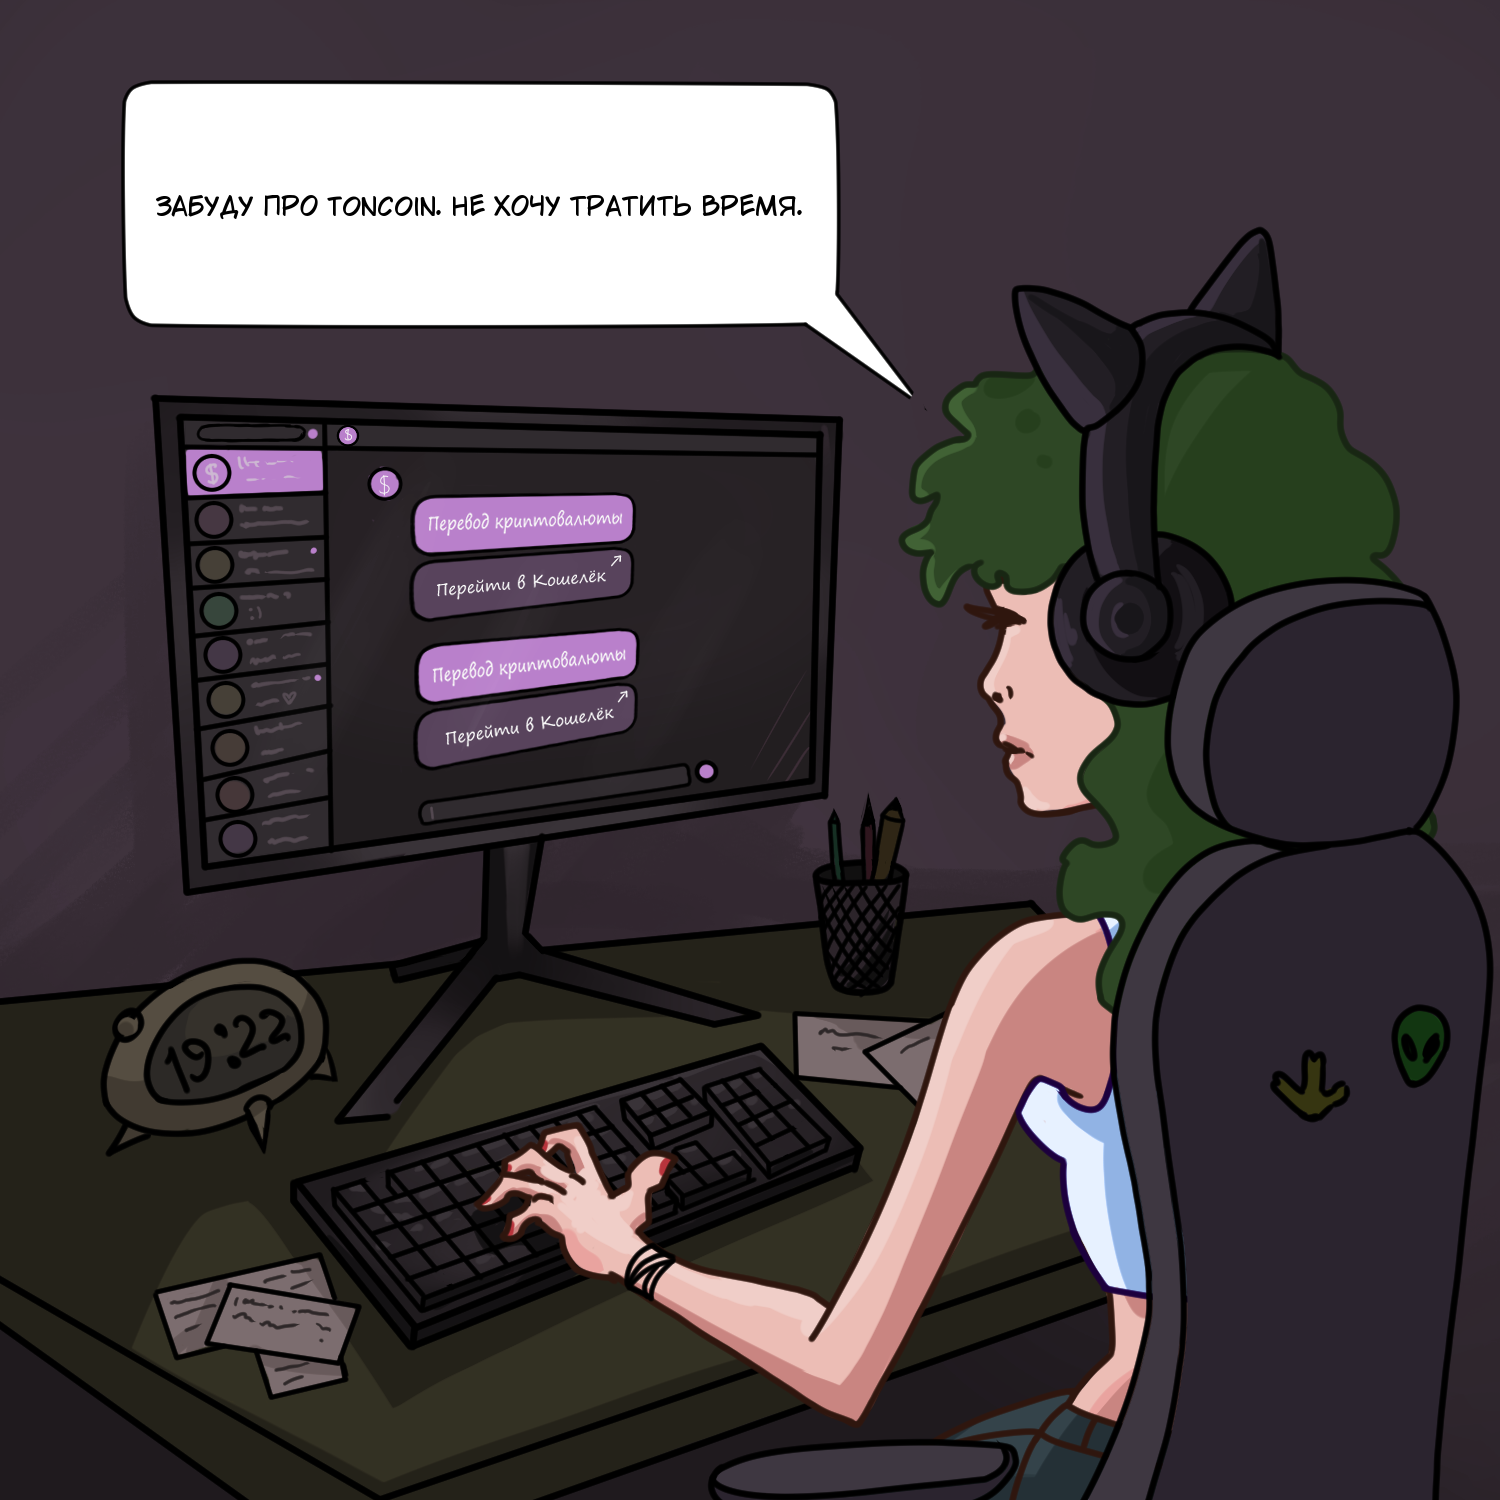 ЗАБУДУ ПРО TONCOIN. НЕ ХОЧУ ТРАТИТЬ ВРЕМЯ.
$
$
$
Перевод криптовалюты
Перейти в Кошелёк
:)
Перевод криптовалюты
Перейти в Кошелёк
19:22